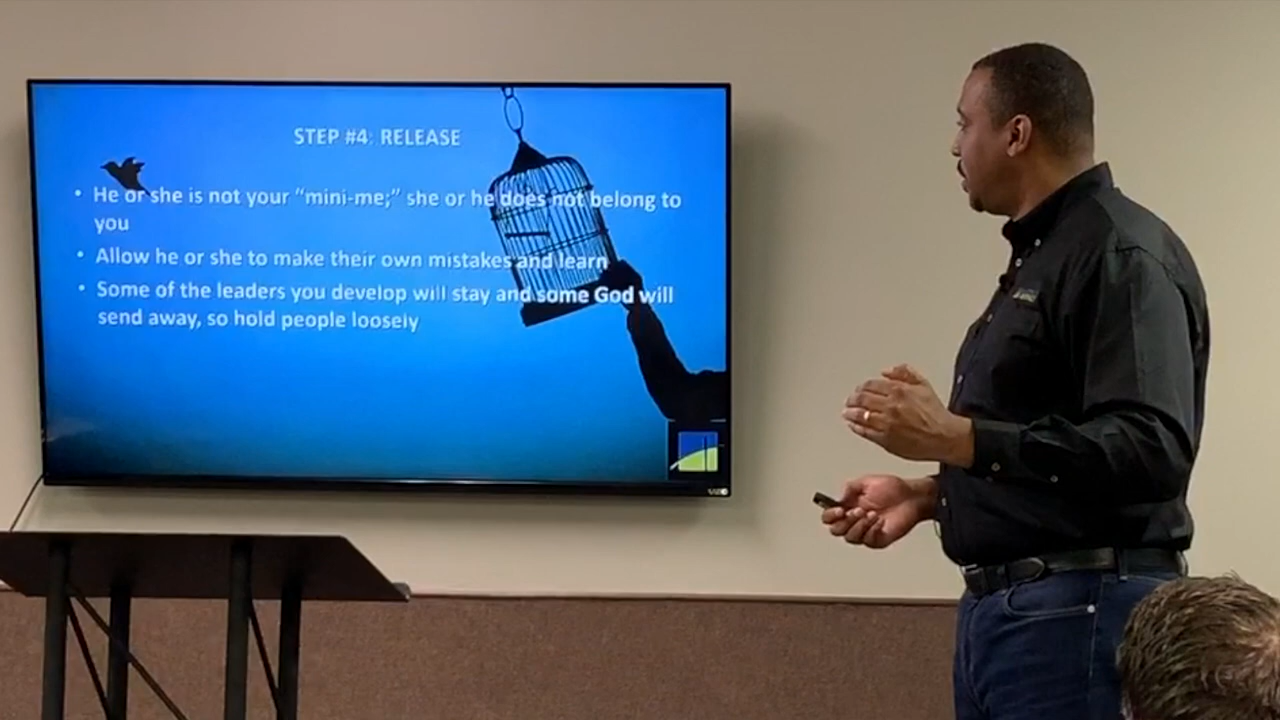 STEP #4: RELEASE
• He or she is not your “mini-me;” she or he does not belong to
you
• Allow he or she to make their own mistakes and learn
• Some of the leaders you develop will stay and some God will
send away, so hold people loosely
VIZIO